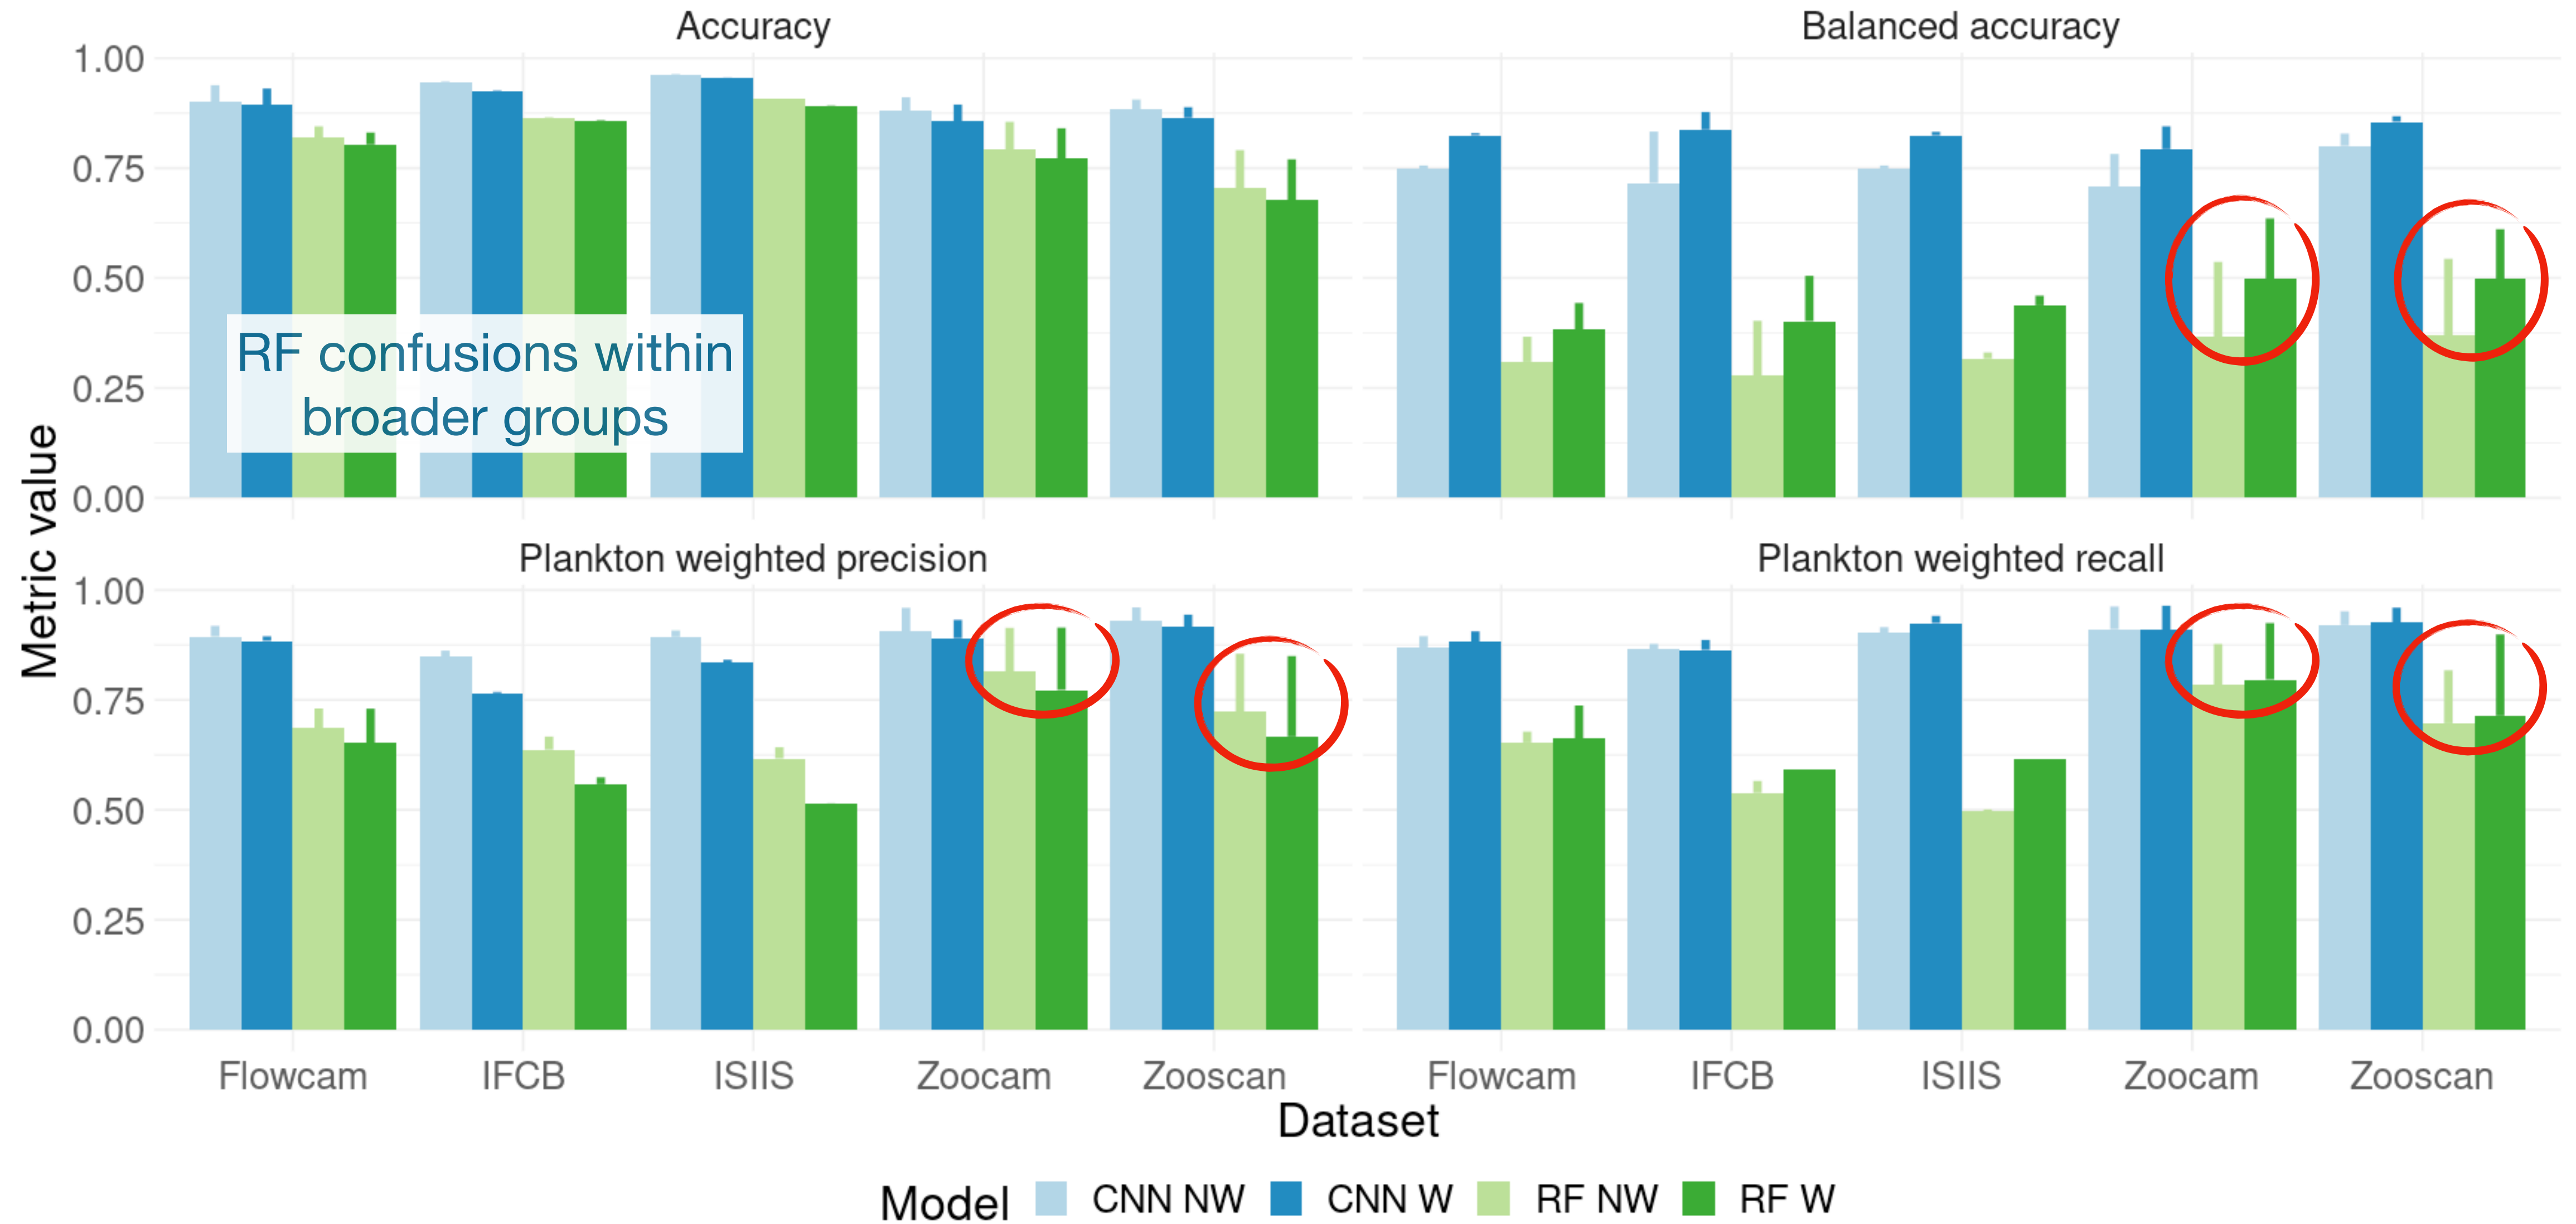 Accuracy
Balanced accuracy
1.00
0.75
0.50
0.25
0.00
RF confusions within
broader groups
Metric value
Plankton weighted precision
Plankton weighted recall
1.00
0.75
0.50
0.25
0.00
Flowcam IFCB ISIIS Zoocam Zooscan
Flowcam IFCB ISIIS Zoocam Zooscan
Dataset
Model CNN NW CNN W RF NW RF W